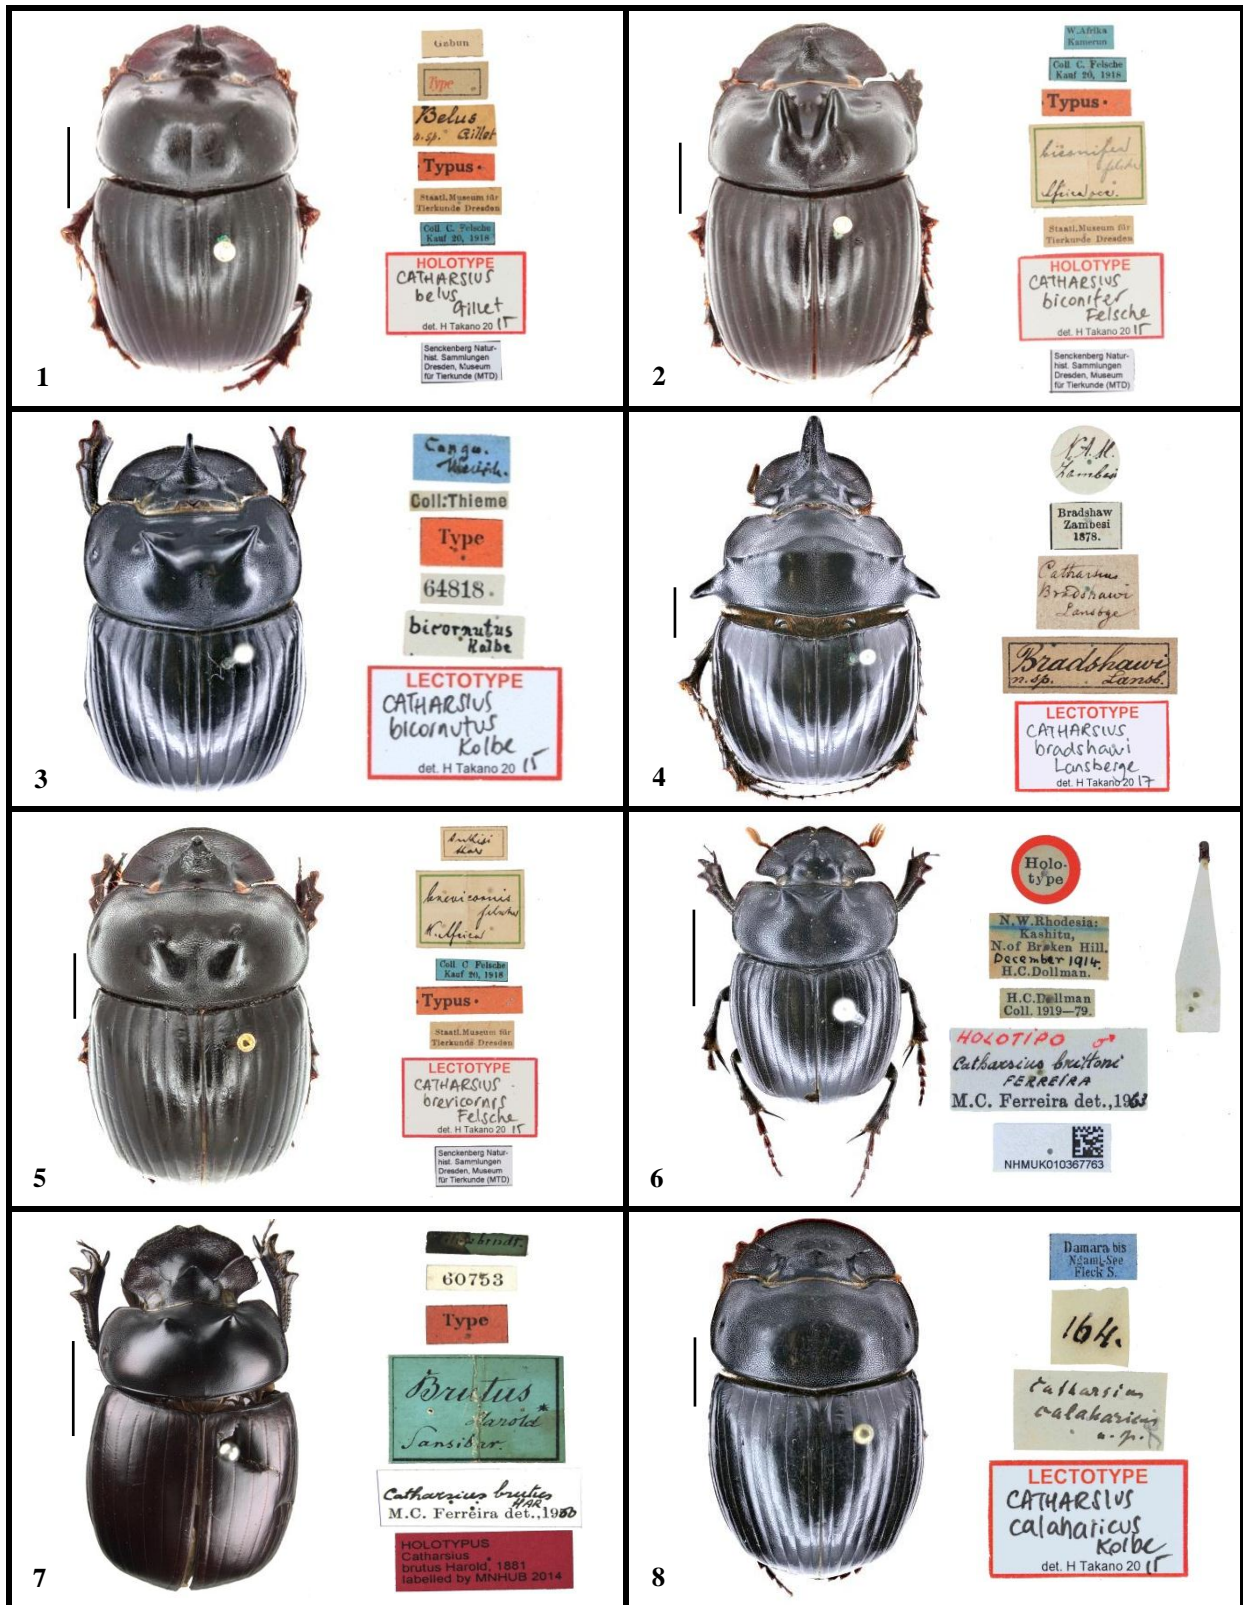 Gabun
Type
Belus
n.sp. Gillet
Typus
Staatl. Museum für
Tierkunde Dresden
Coll. C. Felsche
Kauf 20, 1918
HOLOTYPE
CATHARSIUS
belus
Gillet
det. H Takano 2015
Senckenberg Natur-
hist. Sammlungen
Dresden, Museum
für Tierkunde (MTD)
1
W. Afrika
Kamerun
Coll. C. Felsche
Kauf 20, 1918
Typus
biconifer
felsche
Africa occ.
Staatl. Museum für
Tierkunde Dresden
HOLOTYPE
CATHARSIUS
biconifer
Felsche
det. H Takano 2015
Senckenberg Natur-
hist. Sammlungen
Dresden, Museum
für Tierkunde (MTD)
2
Congo.
Coll. Thieme
Type
64818.
bicornutus
Kolbe
LECTOTYPE
CATHARSIUS
bicornutus
Kolbe
det. H Takano 2015
3
Zambesi
Bradshaw
Zambesi
1878.
Catharsius
Bradshawi
Lansbge
Bradshawi
n.sp. Lansb.
LECTOTYPE
CATHARSIUS
bradshawi
Lansberge
det. H Takano 2017
4
brevicornis
felsche
W. Africa
Coll. C. Felsche
Kauf 20, 1918
Typus
Staatl. Museum für
Tierkunde Dresden
LECTOTYPE
CATHARSIUS
brevicornis
Felsche
det. H Takano 2015
Senckenberg Natur-
hist. Sammlungen
Dresden, Museum
für Tierkunde (MTD)
5
Holo-
type
N.W. Rhodesia:
Kashitu,
N. of Broken Hill.
December 1914.
H.C. Dollman.
H.C. Dollman
Coll. 1919—79.
HOLOTIPO ♂
Catharsius brittoni
FERREIRA
M.C. Ferreira det., 1963
NHMUK010367763
6
60753
Type
Brutus
Harold *
Sansibar.
Catharsius brutus
HAR
M.C. Ferreira det., 1960
HOLOTYPUS
Catharsius
brutus Harold, 1881
labelled by MNHUB 2014
7
Damara bis
Ngami-See
Fleck S.
164.
Catharsius
calaharicus
n. sp.
LECTOTYPE
CATHARSIUS
calaharicus
Kolbe
det. H Takano 2015
8